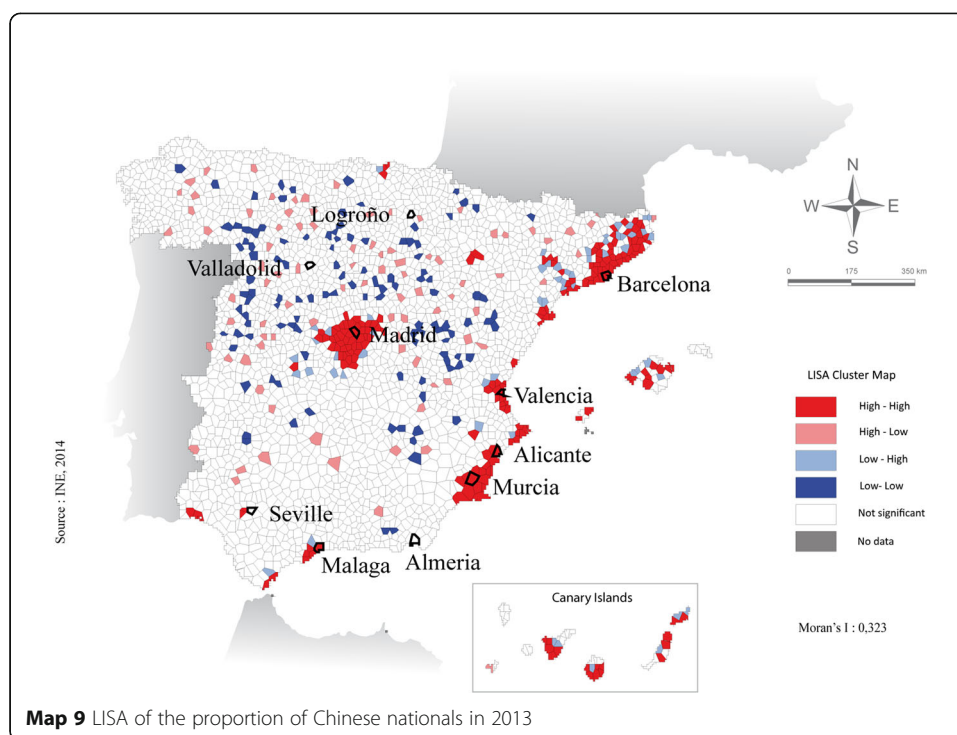 N
W E
S
0 175 350 km
Logroño
Valladolid
Barcelona
Madrid
Valencia
Alicante
Murcia
Seville
Malaga
Almeria
LISA Cluster Map
High - High
High - Low
Low - High
Low- Low
Not significant
No data
Source : INE, 2014
Canary Islands
Moran's I : 0,323
Map 9 LISA of the proportion of Chinese nationals in 2013